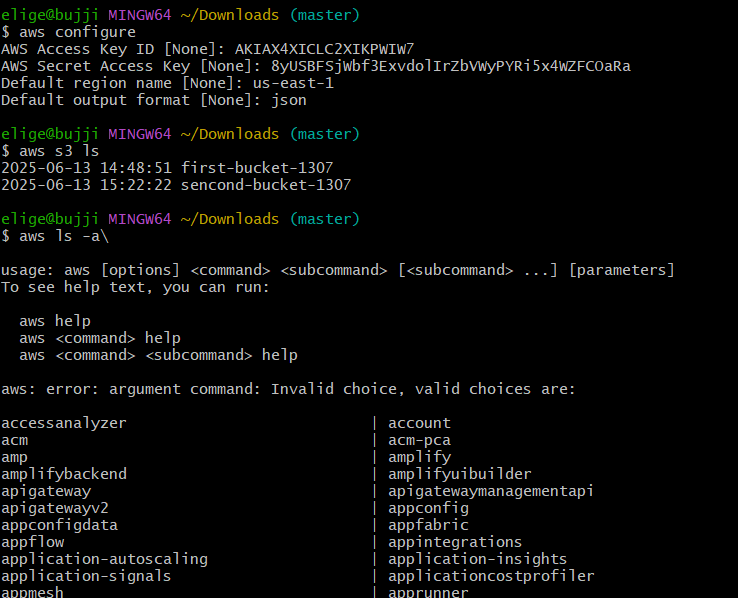 elige@bujji MINGW64 ~/Downloads (master)
$ aws configure
AWS Access Key ID [None]: AKIAX4XICLC2XIKPWIW7
AWS Secret Access Key [None]: 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
Default region name [None]: us-east-1
Default output format [None]: json
elige@bujji MINGW64 ~/Downloads (master)
$ aws s3 ls
2025-06-13 14:48:51 first-bucket-1307
2025-06-13 15:22:22 sencond-bucket-1307
elige@bujji MINGW64 ~/Downloads (master)
$ aws ls -a\
usage: aws [options] <command> <subcommand> [<subcommand> ...] [parameters]
To see help text, you can run:
aws help
aws <command> help
aws <command> <subcommand> help
aws: error: argument command: Invalid choice, valid choices are:
accessanalyzer | account
acm | acm-pca
amp | amplify
amplifybackend | amplifyuibuilder
apigateway | apigatewaymanagementapi
apigatewayv2 | appconfig
appconfigdata | appfabric
appflow | appintegrations
application-autoscaling | application-insights
application-signals | applicationcostprofiler
appmesh | apprunner